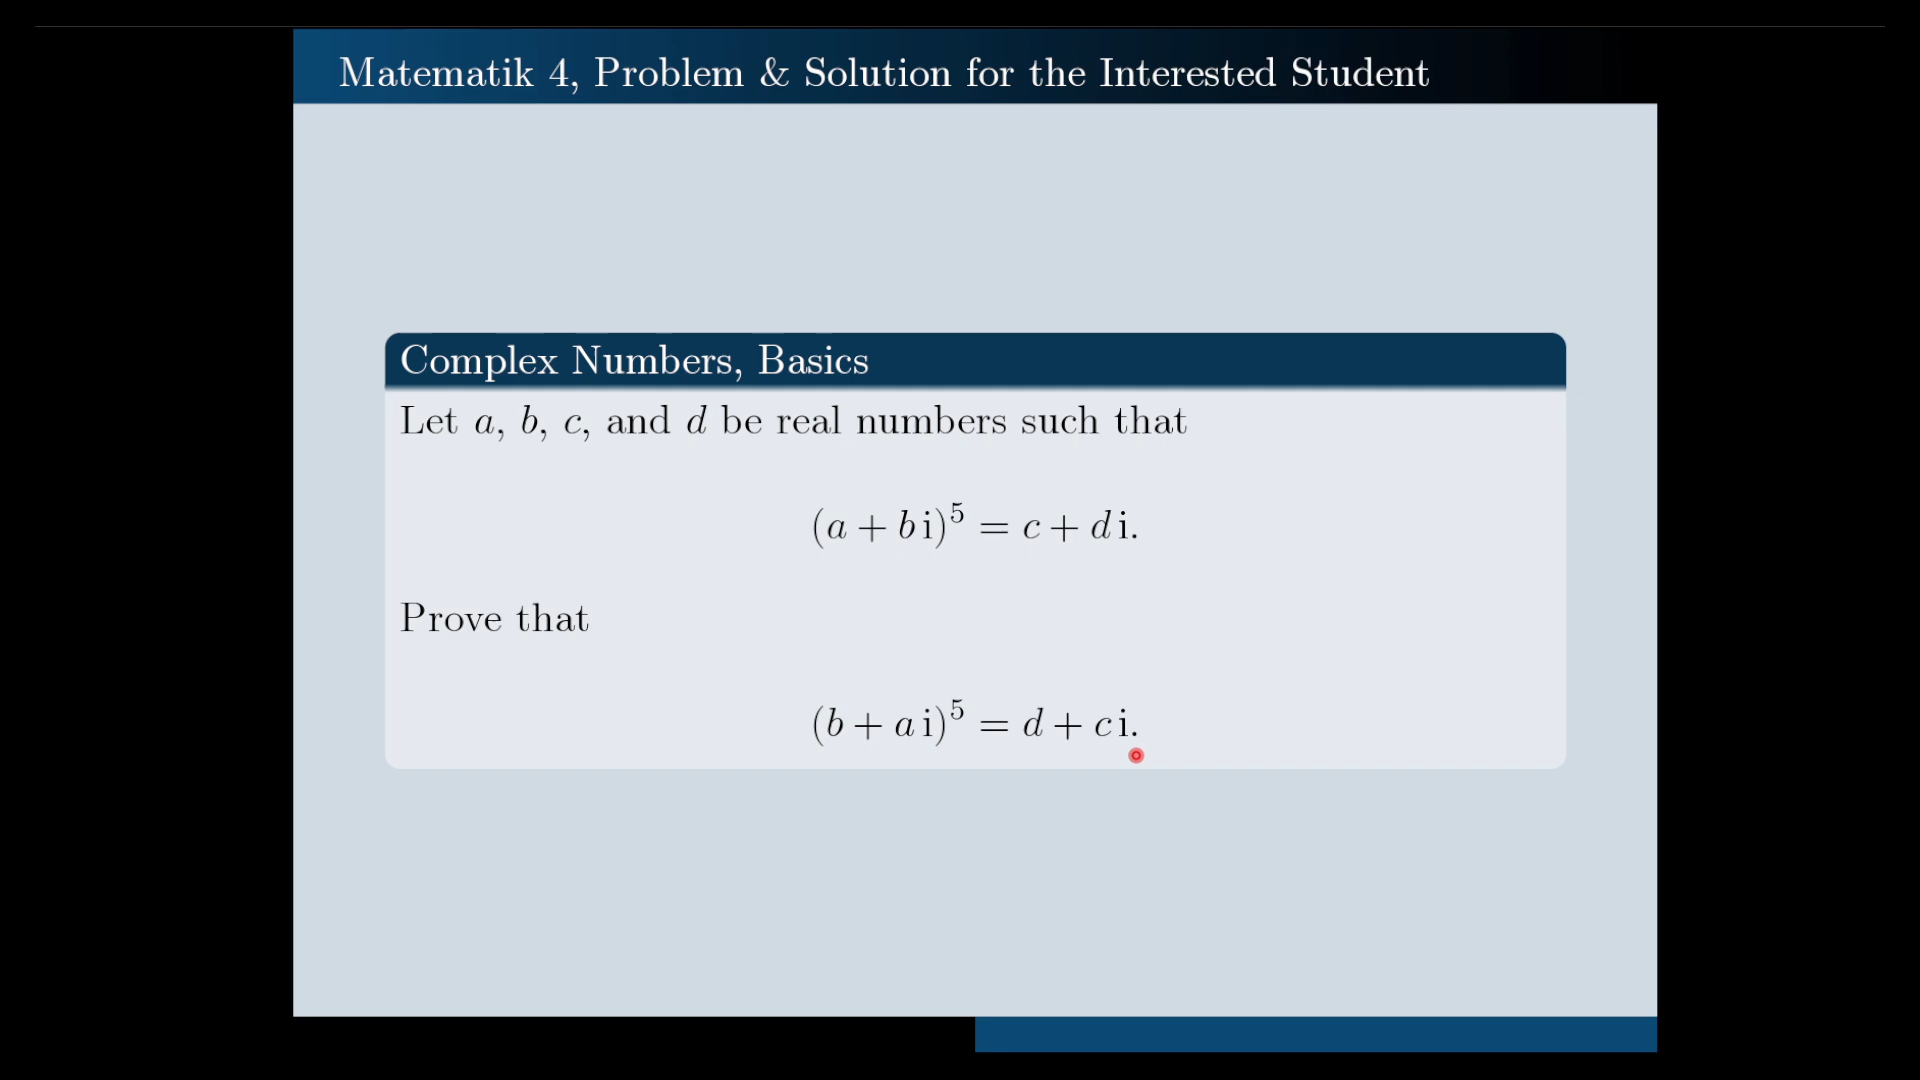 Matematik 4, Problem & Solution for the Interested Student
Complex Numbers, Basics
Let a, b, c, and d be real numbers such that
(a + b i)⁵ = c + d i.
Prove that
(b + a i)⁵ = d + c i.